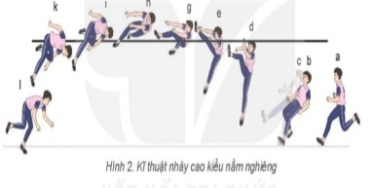 k i h g e d c b a l
Hình 2. Kĩ thuật nhảy cao kiểu nằm nghiêng